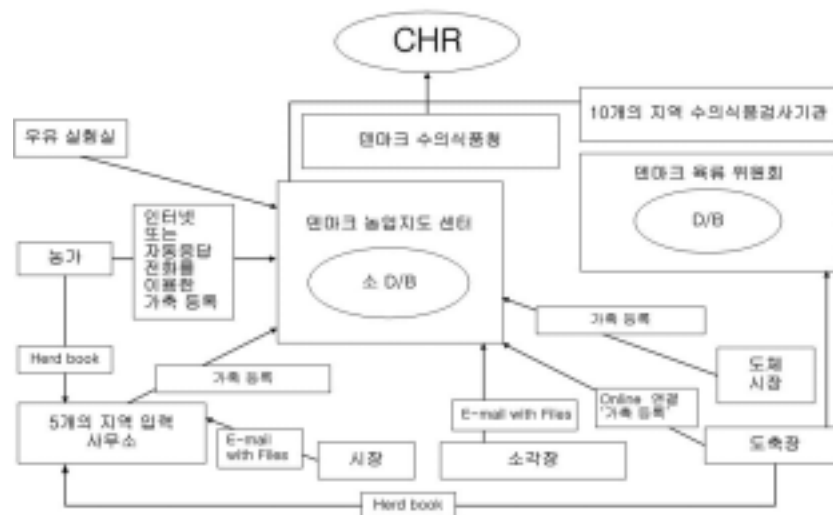 CHR
10개의 지역 수의식품검사기관
우유 실험실
덴마크 수의식품청
덴마크 육류 위원회
D/B
인터넷
또는
자동응답
전화를
이용한
가축 등록
덴마크 농업지도 센터
소 D/B
농가
가축 등록
Herd book
가축 등록
도체
시장
Online 연결
'가축 등록'
5개의 지역 입력
사무소
E-mail
with Files
E-mail with Files
시장
소각장
도축장
Herd book